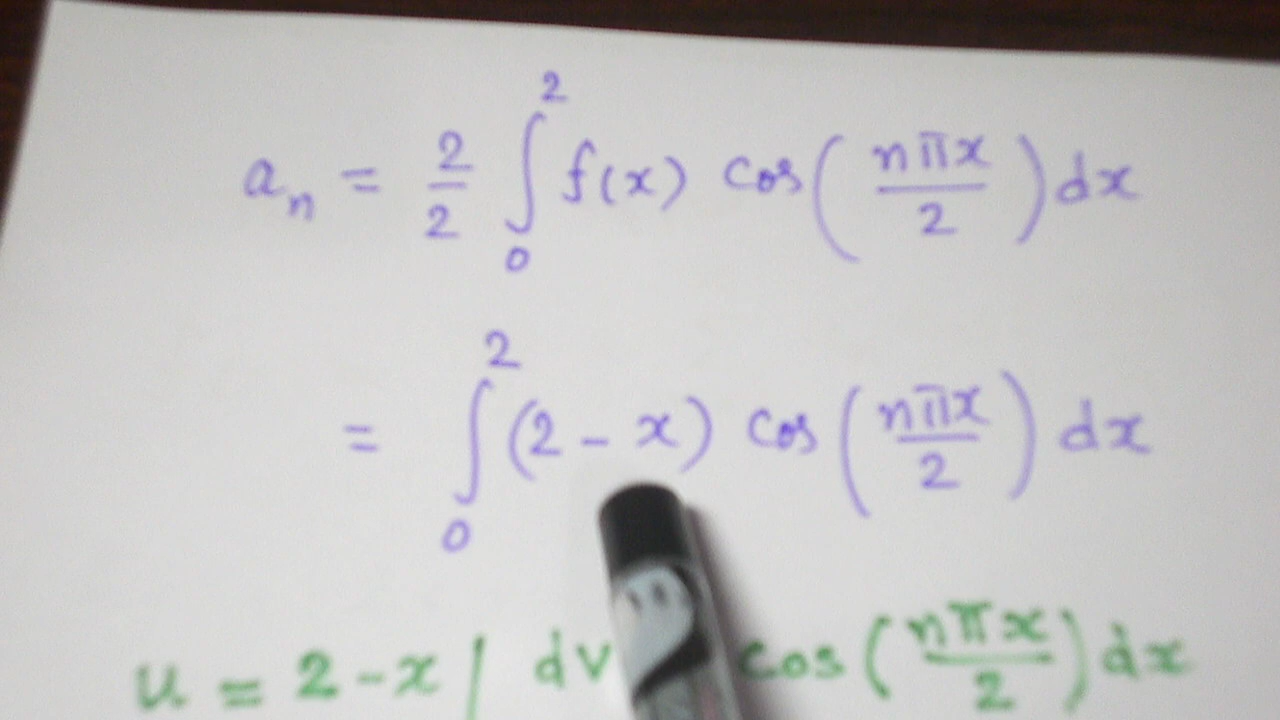 aₙ = 2/2 ∫₀² f(x) cos(nπx/2) dx
= ∫₀² (2 - x) cos(nπx/2) dx
u = 2 - x | dv cos(nπx/2) dx